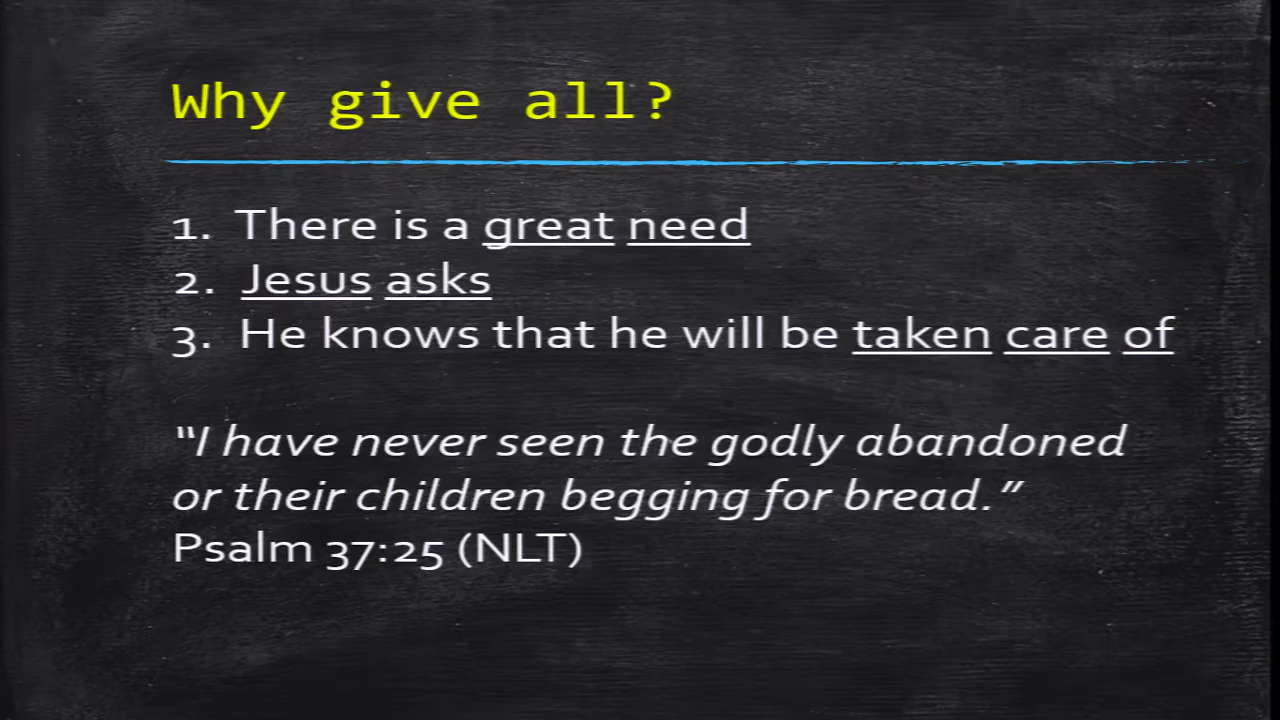 Why give all?
1. There is a great need
2. Jesus asks
3. He knows that he will be taken care of
“I have never seen the godly abandoned
or their children begging for bread.”
Psalm 37:25 (NLT)